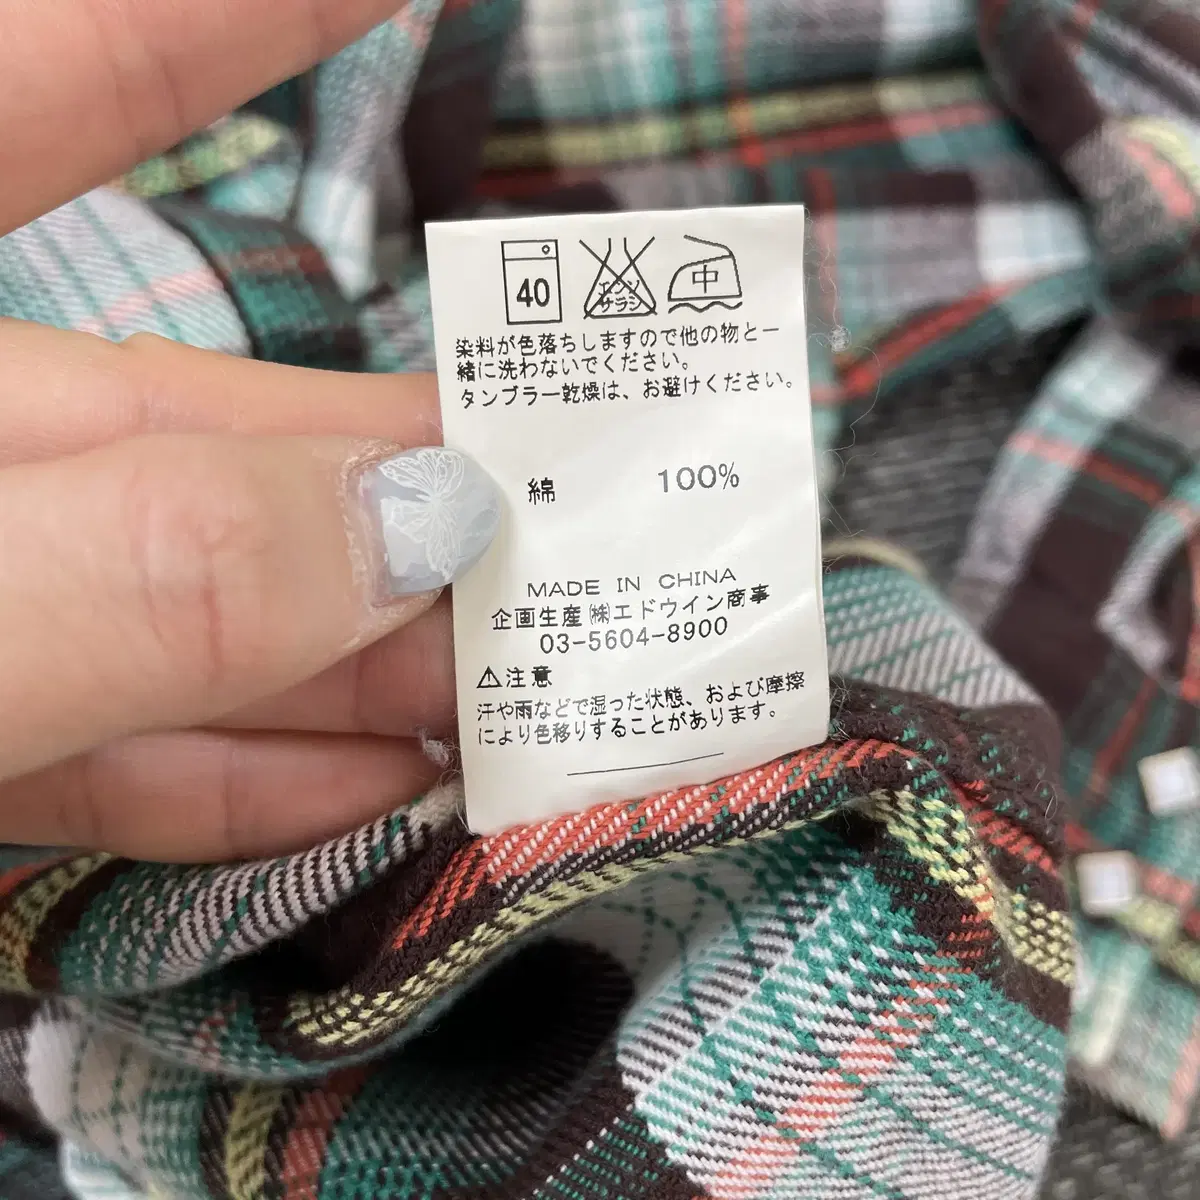 40
エンソ
サラシ
中
染料が色落ちしますので他の物と一
緒に洗わないでください。
タンブラー乾燥は、お避けください。
綿 100%
MADE IN CHINA
企画生産㈱エドウイン商事
03-5604-8900
⚠注意
汗や雨などで湿った状態、および摩擦
により色移りすることがあります。